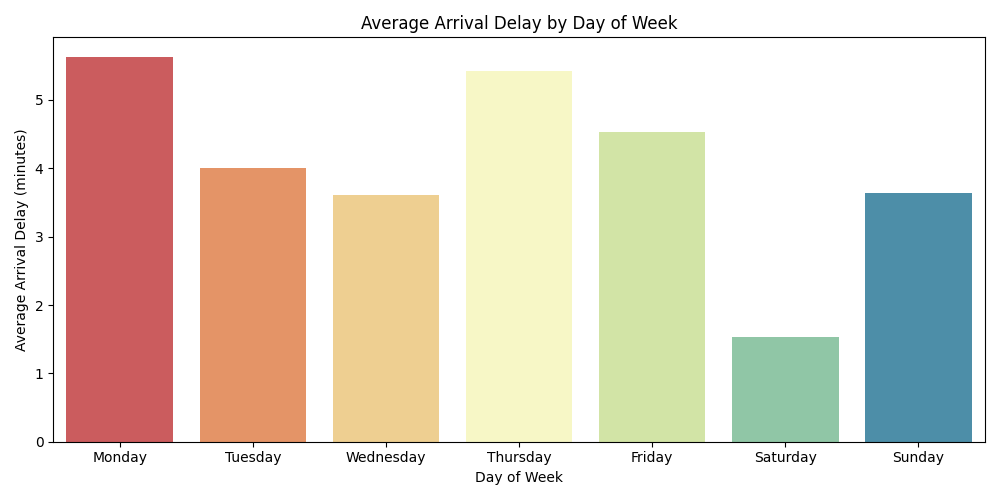 Average Arrival Delay by Day of Week
Average Arrival Delay (minutes)
5
4
3
2
1
0
Monday Tuesday Wednesday Thursday Friday Saturday Sunday
Day of Week